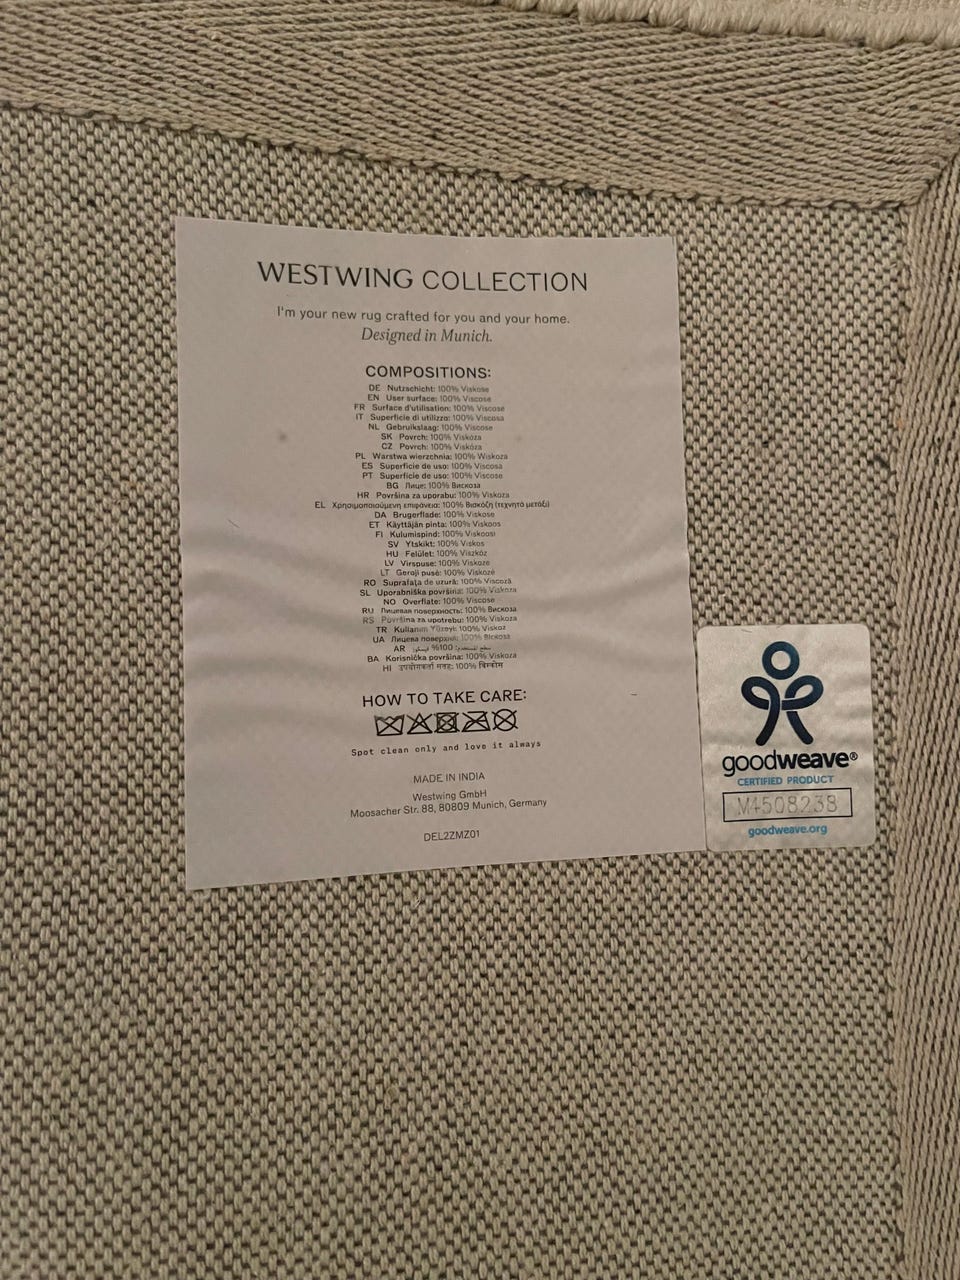 WESTWING COLLECTION
I'm your new rug crafted for you and your home.
Designed in Munich.
COMPOSITIONS:
DE Nutzschicht: 100% Viskose
EN User surface: 100% Viscose
FR Surface d'utilisation: 100% Viscose
IT Superficie di utilizzo: 100% Viscosa
NL Gebruikslaag: 100% Viscose
SK Povrch: 100% Viskóza
CZ Povrch: 100% Viskóza
PL Warstwa wierzchnia: 100% Wiskoza
ES Superficie de uso: 100% Viscosa
PT Superfície de uso: 100% Viscose
BG Лице: 100% Вискоза
HR Površina za uporabu: 100% Viskoza
EL Χρησιμοποιούμενη επιφάνεια: 100% Βισκόζη (τεχνητό μετάξι)
DA Brugerflade: 100% Viskose
ET Käyttäjän pinta: 100% Viskoos
FI Kulumispind: 100% Viskoosi
SV Ytskikt: 100% Viskos
HU Felület: 100% Viszkóz
LV Virspuse: 100% Viskoze
LT Geroji pusė: 100% Viskozė
RO Suprafața de uzură: 100% Viscoză
SL Uporabniška površina: 100% Viskoza
NO Overflate: 100% Viscose
RU Лицевая поверхность: 100% Вискоза
RS Površina za upotrebu: 100% Viskoza
TR Kullanım Yüzeyi: 100% Viskoz
UA Лицева поверхня: 100% Віскоза
AR سطح المستخدم: 100% فيسكوز
BA Korisnička površina: 100% Viskoza
HI उपयोगकर्ता सतह: 100% विस्कोस
HOW TO TAKE CARE:
Spot clean only and love it always
MADE IN INDIA
Westwing GmbH
Moosacher Str. 88, 80809 Munich, Germany
DEL2ZMZ01
goodweave®
CERTIFIED PRODUCT
M4508238
goodweave.org